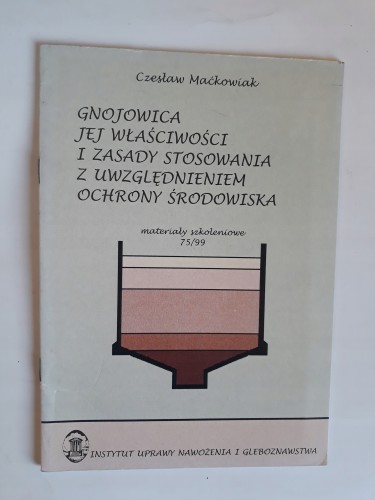 Czesław Maćkowiak
GNOJOWICA
JEJ WŁAŚCIWOŚCI
I ZASADY STOSOWANIA
Z UWZGLĘDNIENIEM
OCHRONY ŚRODOWISKA
materiały szkoleniowe
75/99
INSTYTUT UPRAWY NAWOŻENIA I GLEBOZNAWSTWA